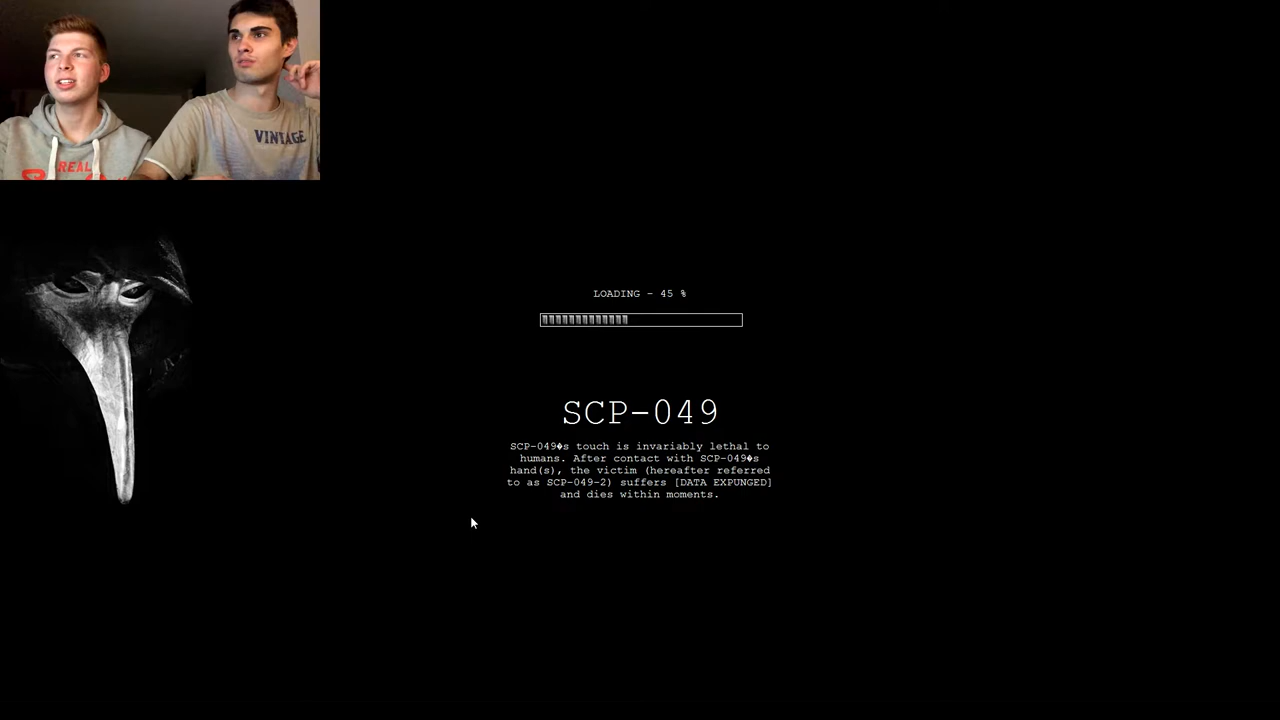 VINTAGE
REAL
LOADING - 45 %
SCP-049
SCP-049�s touch is invariably lethal to
humans. After contact with SCP-049�s
hand(s), the victim (hereafter referred
to as SCP-049-2) suffers [DATA EXPUNGED]
and dies within moments.